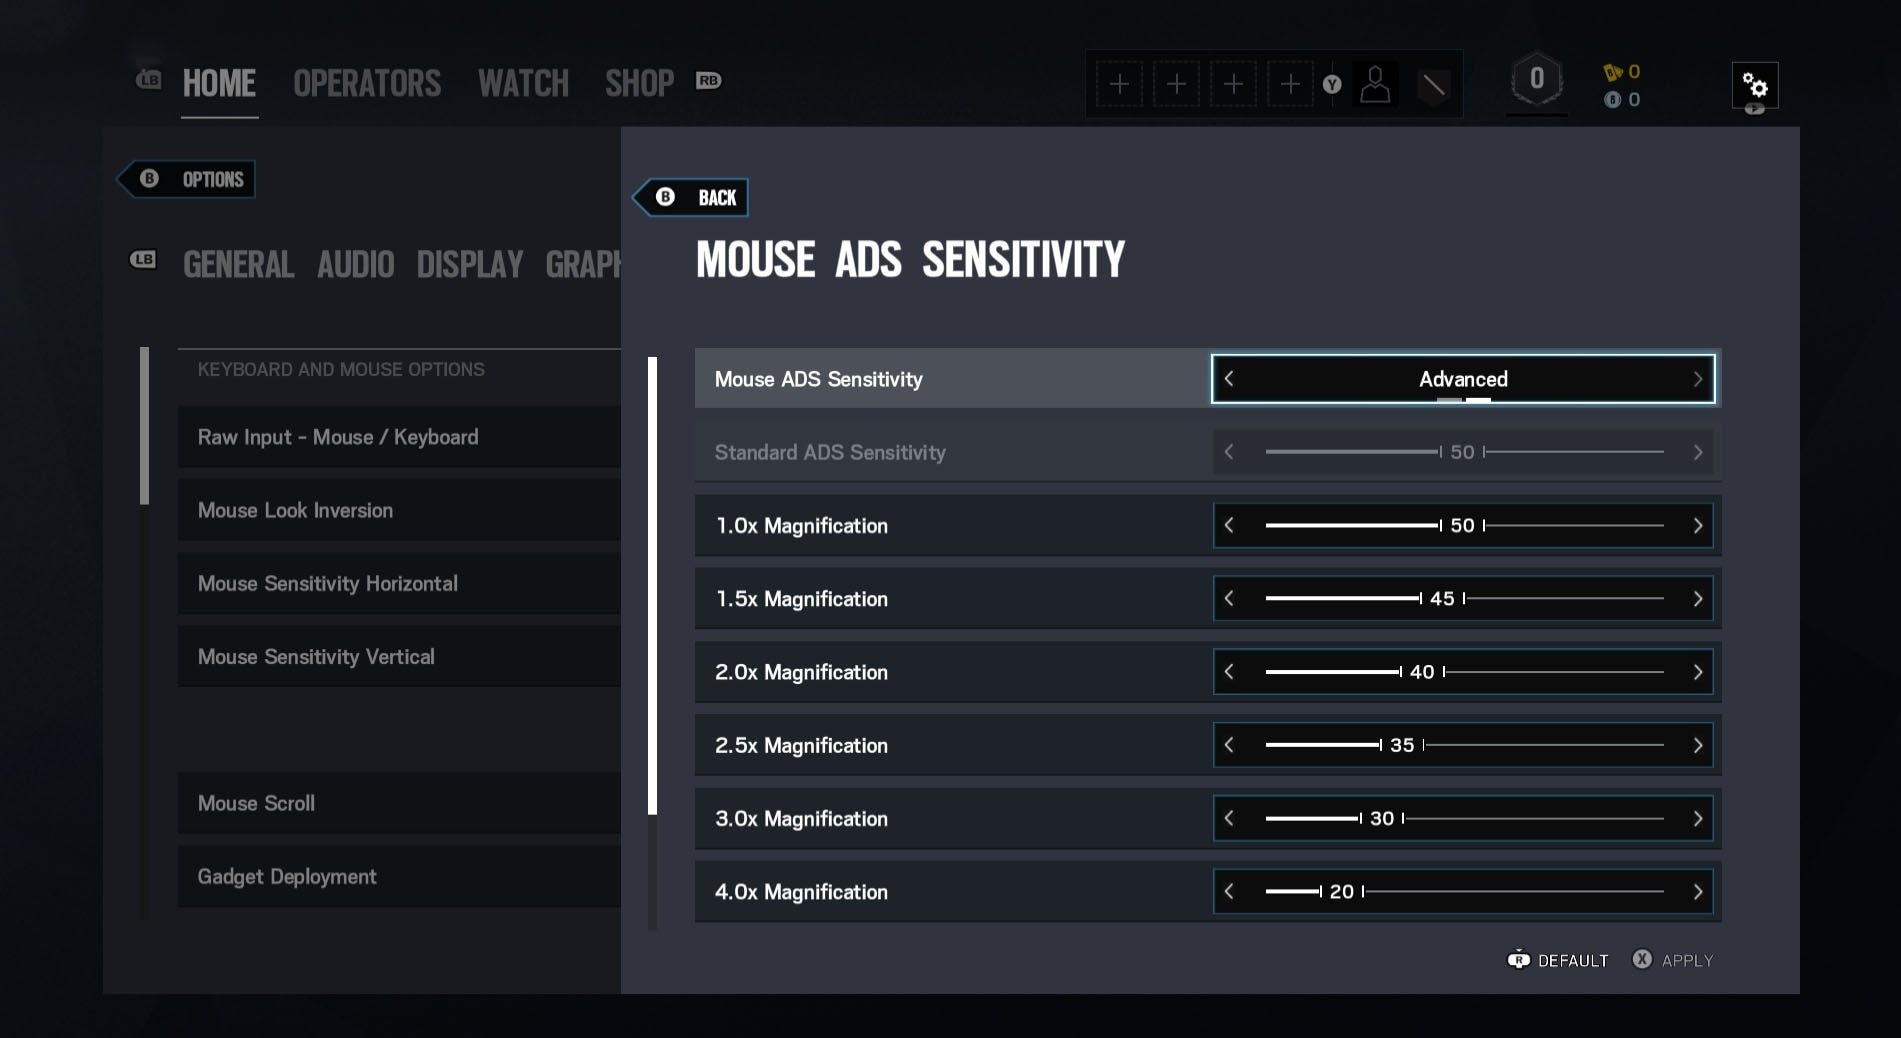 LB HOME OPERATORS WATCH SHOP RB
Y
0
0
0
B OPTIONS
B BACK
LB GENERAL AUDIO DISPLAY GRAPH
MOUSE ADS SENSITIVITY
KEYBOARD AND MOUSE OPTIONS
Raw Input - Mouse / Keyboard
Mouse Look Inversion
Mouse Sensitivity Horizontal
Mouse Sensitivity Vertical
Mouse Scroll
Gadget Deployment
Mouse ADS Sensitivity Advanced
Standard ADS Sensitivity 50
1.0x Magnification 50
1.5x Magnification 45
2.0x Magnification 40
2.5x Magnification 35
3.0x Magnification 30
4.0x Magnification 20
R DEFAULT X APPLY